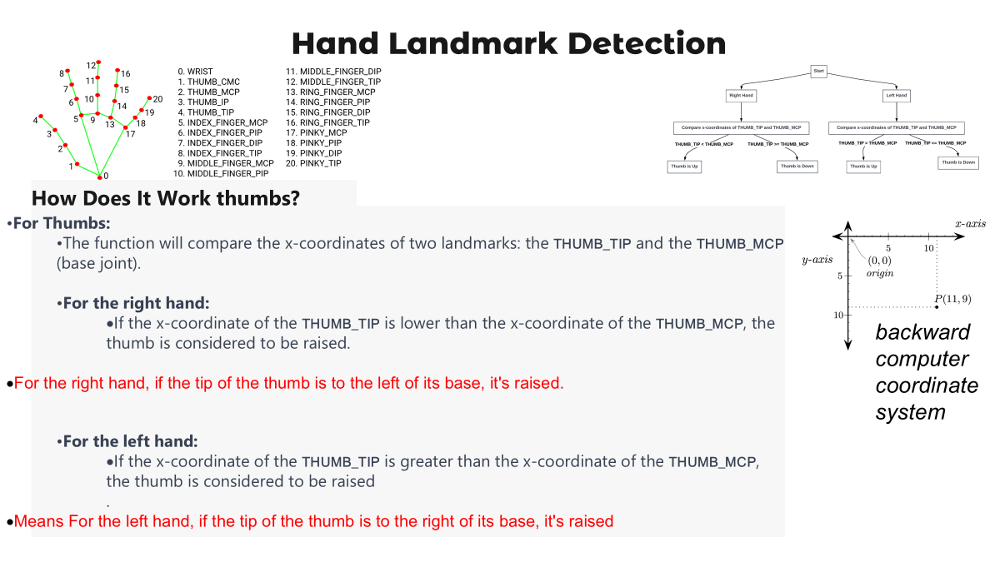 Hand Landmark Detection
12
8
16
11
7
15
20
6
10
14
19
4
5
9
13
18
3
17
2
1
0
0. WRIST
1. THUMB_CMC
2. THUMB_MCP
3. THUMB_IP
4. THUMB_TIP
5. INDEX_FINGER_MCP
6. INDEX_FINGER_PIP
7. INDEX_FINGER_DIP
8. INDEX_FINGER_TIP
9. MIDDLE_FINGER_MCP
10. MIDDLE_FINGER_PIP
11. MIDDLE_FINGER_DIP
12. MIDDLE_FINGER_TIP
13. RING_FINGER_MCP
14. RING_FINGER_PIP
15. RING_FINGER_DIP
16. RING_FINGER_TIP
17. PINKY_MCP
18. PINKY_PIP
19. PINKY_DIP
20. PINKY_TIP
Start
Right Hand
Left Hand
Compare x-coordinates of THUMB_TIP and THUMB_MCP
Compare x-coordinates of THUMB_TIP and THUMB_MCP
THUMB_TIP < THUMB_MCP
THUMB_TIP >= THUMB_MCP
THUMB_TIP > THUMB_MCP
THUMB_TIP <= THUMB_MCP
Thumb is Up
Thumb is Down
Thumb is Up
Thumb is Down
How Does It Work thumbs?
•For Thumbs:
•The function will compare the x-coordinates of two landmarks: the THUMB_TIP and the THUMB_MCP
(base joint).
•For the right hand:
•If the x-coordinate of the THUMB_TIP is lower than the x-coordinate of the THUMB_MCP, the
thumb is considered to be raised.
•For the right hand, if the tip of the thumb is to the left of its base, it's raised.
•For the left hand:
•If the x-coordinate of the THUMB_TIP is greater than the x-coordinate of the THUMB_MCP,
the thumb is considered to be raised
.
•Means For the left hand, if the tip of the thumb is to the right of its base, it's raised
x-axis
5
10
y-axis
(0, 0)
origin
5
P(11, 9)
10
backward
computer
coordinate
system